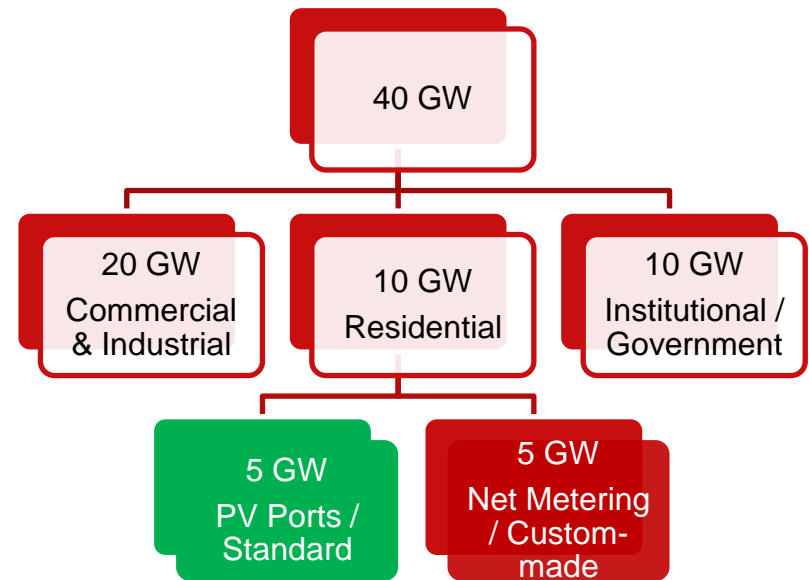 40 GW
20 GW
Commercial
& Industrial
10 GW
Residential
10 GW
Institutional /
Government
5 GW
PV Ports /
Standard
5 GW
Net Metering
/ Custom-
made